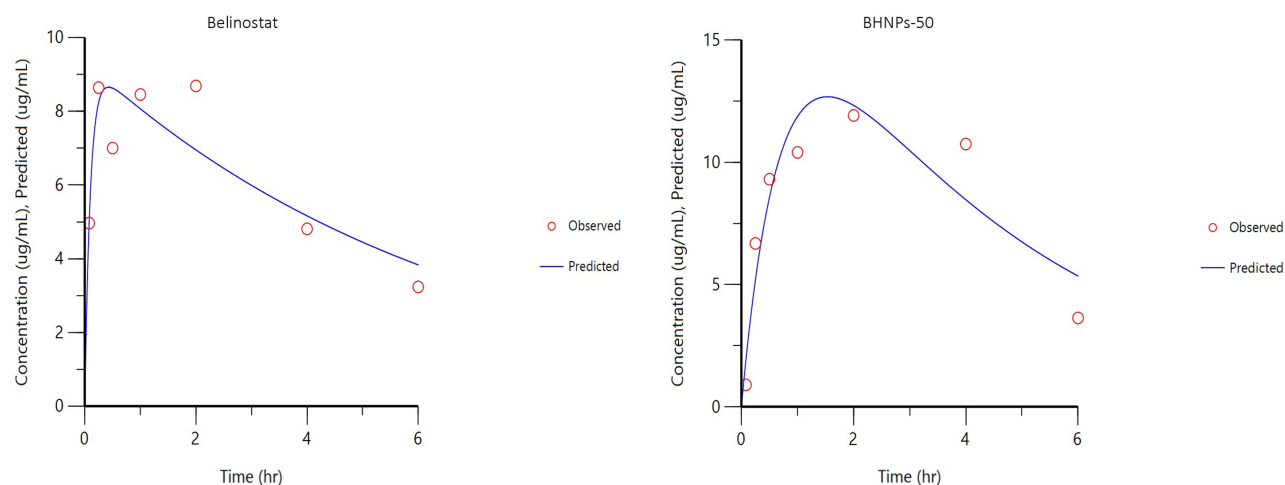 Belinostat
10
8
6
4
2
0
0
2
4
6
Concentration (ug/mL), Predicted (ug/mL)
Time (hr)
Observed
Predicted
BHNPs-50
15
10
5
0
0
2
4
6
Concentration (ug/mL), Predicted (ug/mL)
Time (hr)
Observed
Predicted